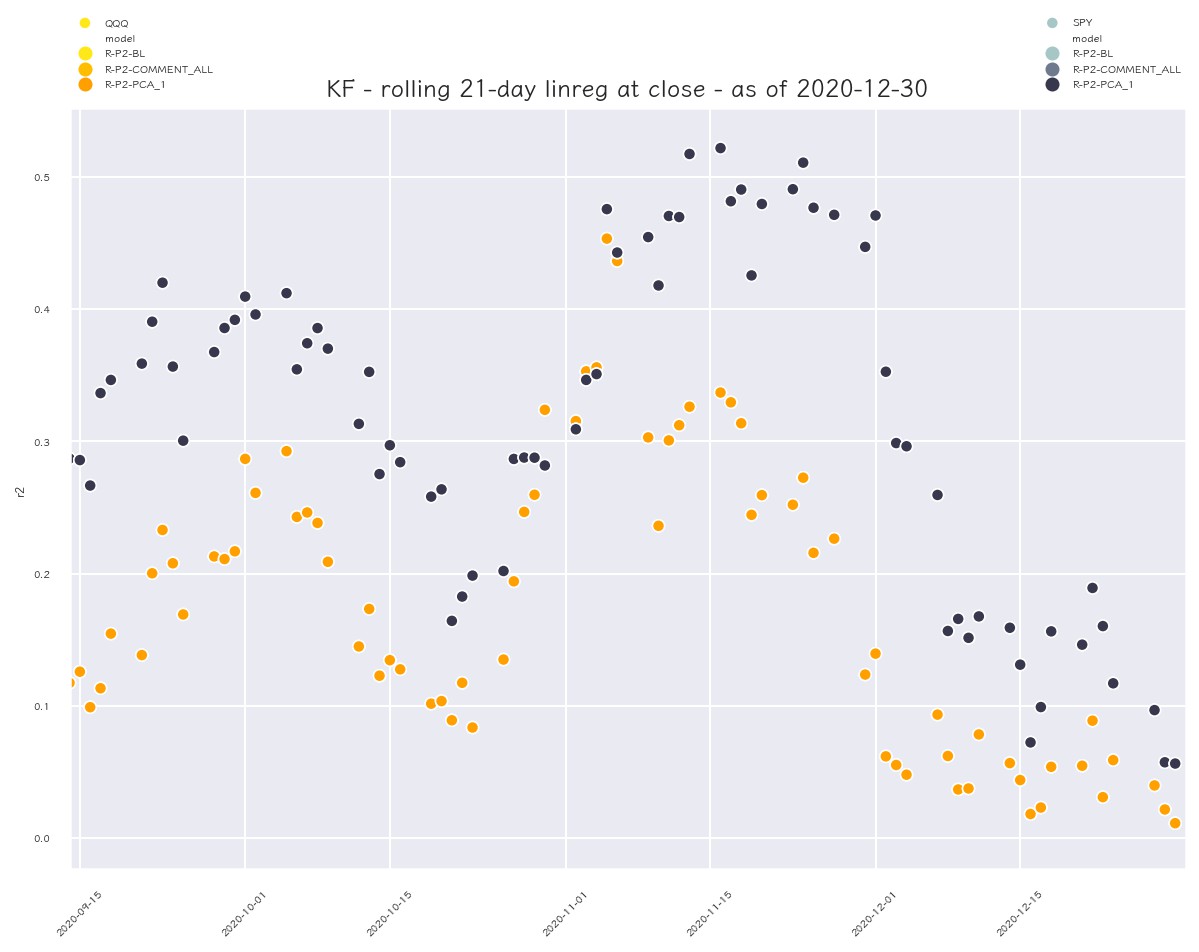 QQQ
model
R-P2-BL
R-P2-COMMENT_ALL
R-P2-PCA_1
SPY
model
R-P2-BL
R-P2-COMMENT_ALL
R-P2-PCA_1
KF - rolling 21-day linreg at close - as of 2020-12-30
0.5
0.4
0.3
0.2
0.1
0.0
r2
2020-09-15
2020-10-01
2020-10-15
2020-11-01
2020-11-15
2020-12-01
2020-12-15